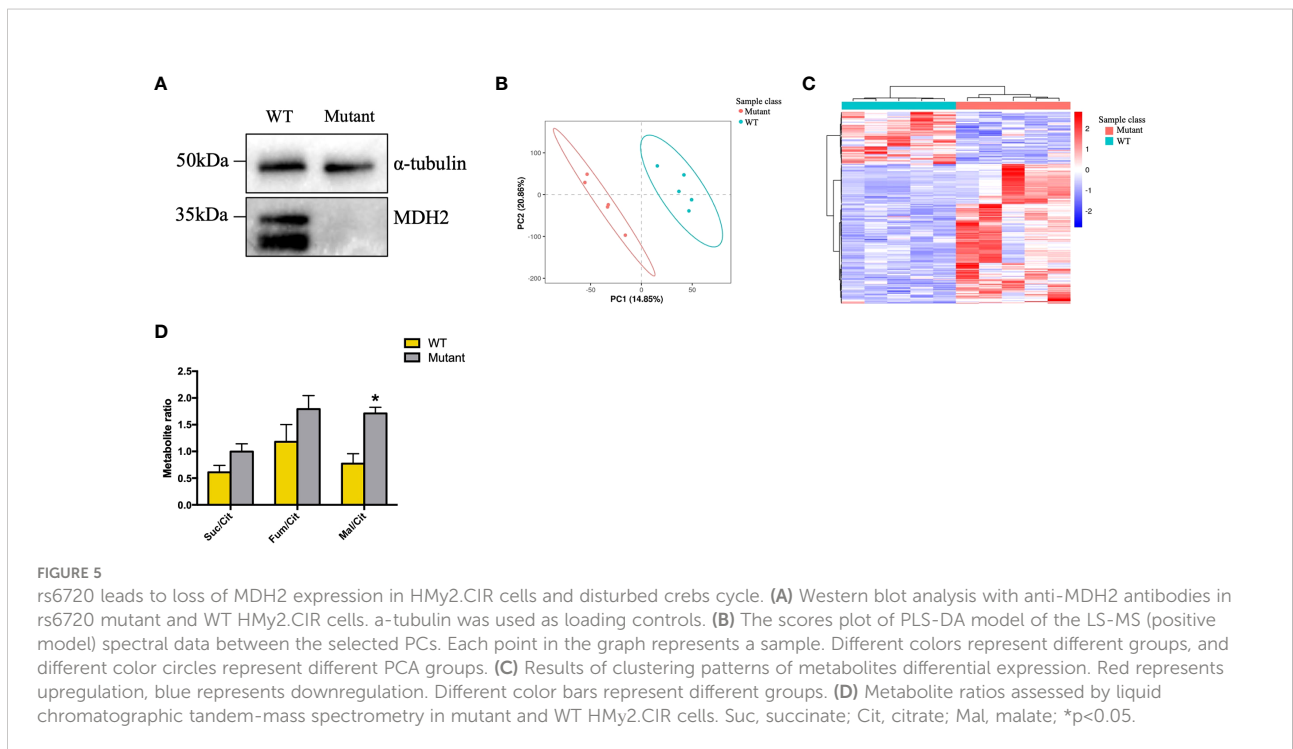 A
WT Mutant
50kDa
α-tubulin
35kDa
MDH2
B
Sample class
Mutant
WT
100
0
-100
-200
-50 0 50
PC2 (20.86%)
PC1 (14.85%)
C
2
1
0
-1
-2
Sample class
Mutant
WT
D
WT
Mutant
2.5
2.0
1.5
1.0
0.5
0.0
Metabolite ratio
*
Suc/Cit Fum/Cit Mal/Cit
FIGURE 5
rs6720 leads to loss of MDH2 expression in HMy2.CIR cells and disturbed crebs cycle. (A) Western blot analysis with anti-MDH2 antibodies in
rs6720 mutant and WT HMy2.CIR cells. a-tubulin was used as loading controls. (B) The scores plot of PLS-DA model of the LS-MS (positive
model) spectral data between the selected PCs. Each point in the graph represents a sample. Different colors represent different groups, and
different color circles represent different PCA groups. (C) Results of clustering patterns of metabolites differential expression. Red represents
upregulation, blue represents downregulation. Different color bars represent different groups. (D) Metabolite ratios assessed by liquid
chromatographic tandem-mass spectrometry in mutant and WT HMy2.CIR cells. Suc, succinate; Cit, citrate; Mal, malate; *p<0.05.